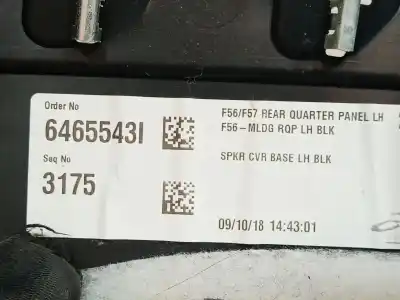 Order No
6465543I
Seq No
3175
F56/F57 REAR QUARTER PANEL LH
F56-MLDG RQP LH BLK
SPKR CVR BASE LH BLK
09/10/18 14:43:01